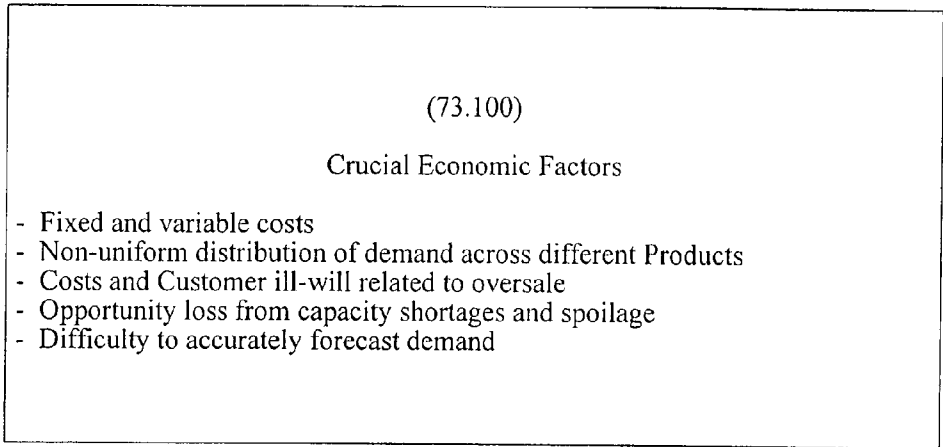 (73.100)
Crucial Economic Factors
- Fixed and variable costs
- Non-uniform distribution of demand across different Products
- Costs and Customer ill-will related to oversale
- Opportunity loss from capacity shortages and spoilage
- Difficulty to accurately forecast demand